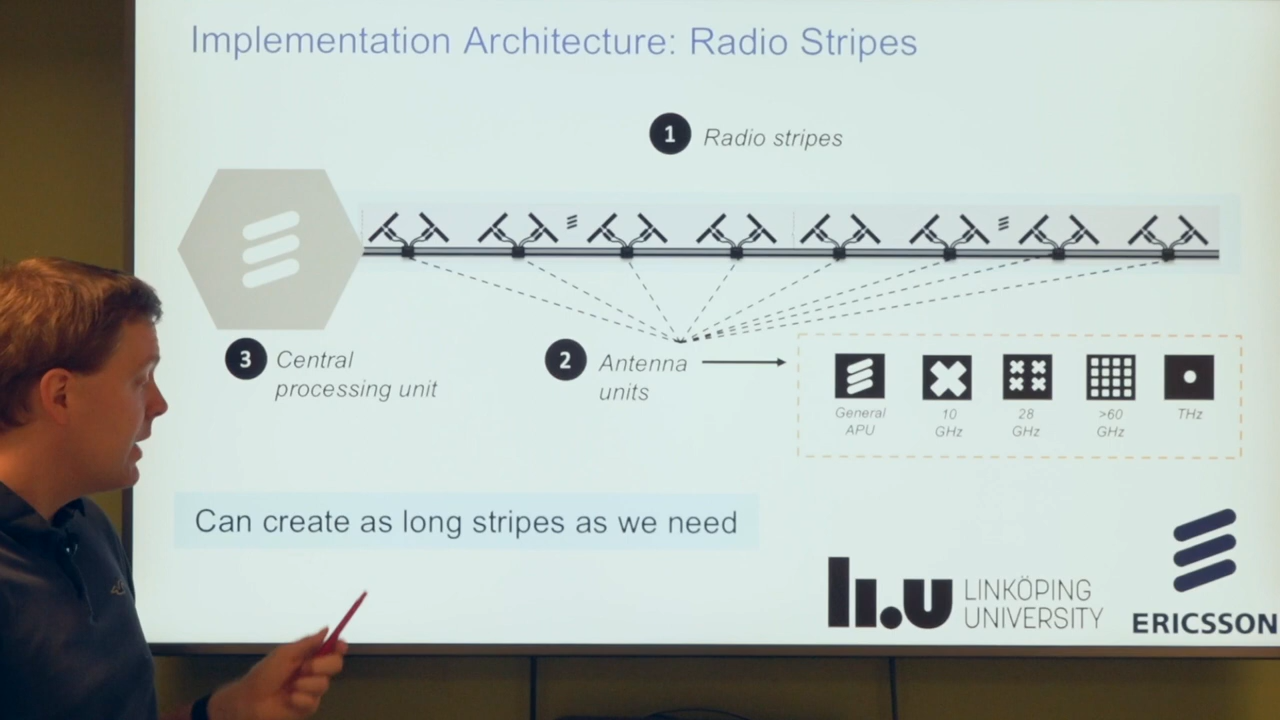 Implementation Architecture: Radio Stripes
1 Radio stripes
3 Central
processing unit
2 Antenna
units
General
APU
10
GHz
28
GHz
>60
GHz
THz
Can create as long stripes as we need
li.u LINKÖPING
UNIVERSITY
ERICSSON